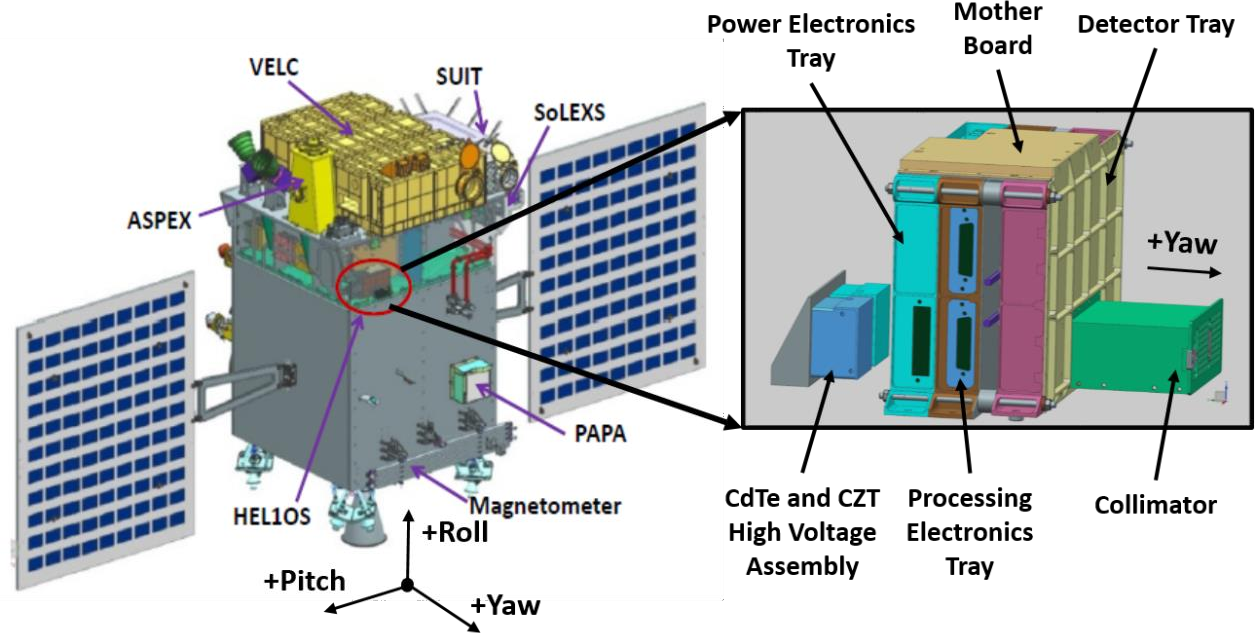 VELC
SUIT
SoLEXS
ASPEX
PAPA
Magnetometer
HEL1OS
+Roll
+Pitch
+Yaw
Power Electronics
Tray
Mother
Board
Detector Tray
+Yaw
CdTe and CZT
High Voltage
Assembly
Processing
Electronics
Tray
Collimator